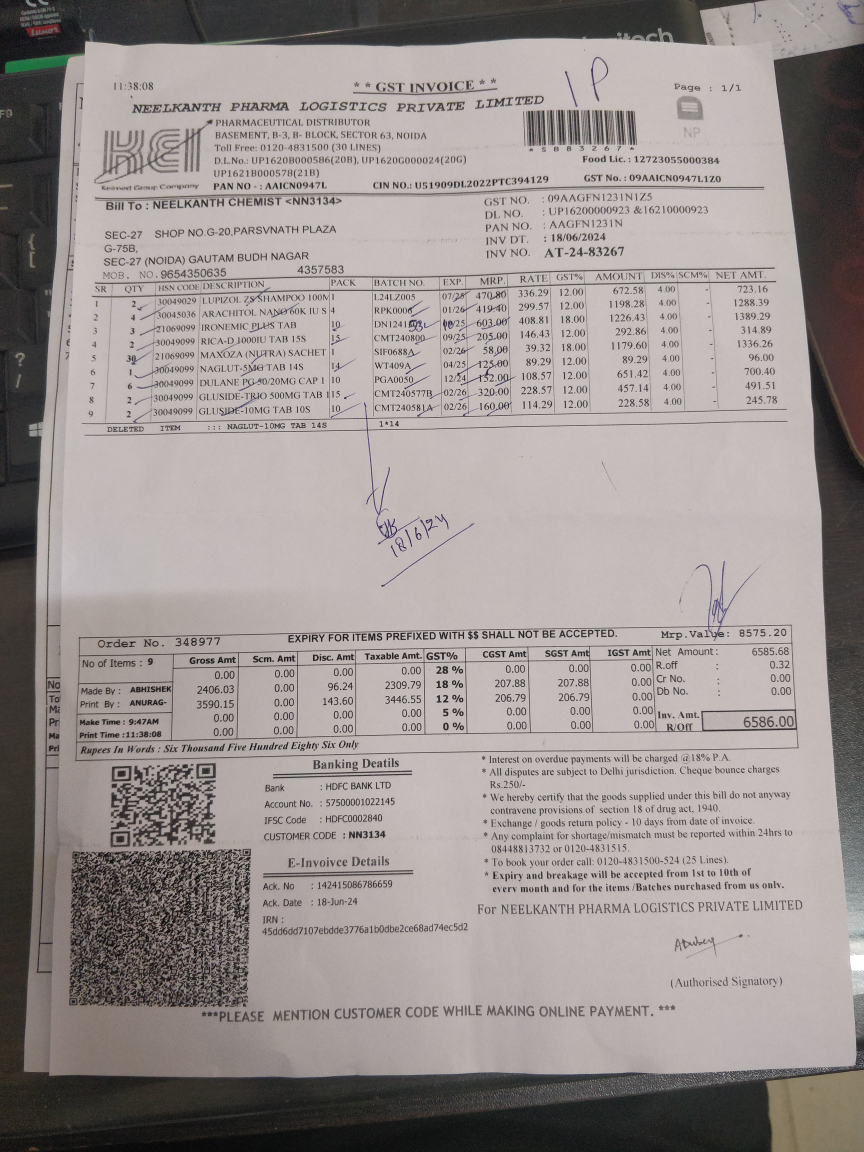 11:38:08
* * GST INVOICE * *
IP
Page : 1/1
NEELKANTH PHARMA LOGISTICS PRIVATE LIMITED
NP
KEI
Keimed Group Company
PHARMACEUTICAL DISTRIBUTOR
BASEMENT, B-3, B- BLOCK, SECTOR 63, NOIDA
Toll Free: 0120-4831500 (30 LINES)
D.L.No.: UP1620B000586(20B), UP1620G000024(20G)
UP1621B000578(21B)
*SB83267*
Food Lic. : 12723055000384
PAN NO - : AAICN0947L
CIN NO.: U51909DL2022PTC394129
GST No. : 09AAICN0947L1Z0
Bill To : NEELKANTH CHEMIST <NN3134>
SEC-27 SHOP NO.G-20,PARSVNATH PLAZA
G-75B,
SEC-27 (NOIDA) GAUTAM BUDH NAGAR
MOB. NO.9654350635 4357583
GST NO. : 09AAGFN1231N1Z5
DL NO. : UP16200000923 &16210000923
PAN NO. : AAGFN1231N
INV DT. : 18/06/2024
INV NO. AT-24-83267
SR QTY HSN CODE DESCRIPTION PACK BATCH NO. EXP. MRP. RATE GST% AMOUNT DIS% SCM% NET AMT.
1 2 30049029 LUPIZOL ZS SHAMPOO 100M 1 L24LZ005 470.80 336.29 12.00 672.58 4.00 - 723.16
2 4 30045036 ARACHITOL NANO 60K IU S 4 RPK0006 01/26 419.40 299.57 12.00 1198.28 4.00 - 1288.39
3 3 21069099 IRONEMIC PLUS TAB 10 603.00 408.81 18.00 1226.43 4.00 - 1389.29
4 2 30049099 RICA-D 1000IU TAB 15S 15 CMT240800 09/25 205.00 146.43 12.00 292.86 4.00 - 314.89
5 30 21069099 MAXOZA (NUTRA) SACHET 1 SIF0688A 02/26 58.00 39.32 18.00 1179.60 4.00 - 1336.26
6 1 30049099 NAGLUT-5MG TAB 14S 14 WT409A 04/25 125.00 89.29 12.00 89.29 4.00 - 96.00
7 6 30049099 DULANE PG 50/20MG CAP 1 10 PGA0050 12/24 152.00 108.57 12.00 651.42 4.00 - 700.40
8 2 30049099 GLUSIDE-TRIO 500MG TAB 1 15 CMT240577B 02/26 320.00 228.57 12.00 457.14 4.00 - 491.51
9 2 30049099 GLUSIDE-10MG TAB 10S 10 CMT240581A 02/26 160.00 114.29 12.00 228.58 4.00 - 245.78
DELETED ITEM ::: NAGLUT-10MG TAB 14S 1*14
18/6/24
Order No. 348977
EXPIRY FOR ITEMS PREFIXED WITH $$ SHALL NOT BE ACCEPTED.
Mrp.Value: 8575.20
No of Items : 9
Made By : ABHISHEK
Print By : ANURAG-
Make Time : 9:47AM
Print Time :11:38:08
Gross Amt Scm. Amt Disc. Amt Taxable Amt. GST% CGST Amt SGST Amt IGST Amt
0.00 0.00 0.00 0.00 28 % 0.00 0.00 0.00
2406.03 0.00 96.24 2309.79 18 % 207.88 207.88 0.00
3590.15 0.00 143.60 3446.55 12 % 206.79 206.79 0.00
0.00 0.00 0.00 0.00 5 % 0.00 0.00 0.00
0.00 0.00 0.00 0.00 0 % 0.00 0.00 0.00
Net Amount : 6585.68
R.off : 0.32
Cr No. : 0.00
Db No. : 0.00
Inv. Amt. R/Off 6586.00
Rupees In Words : Six Thousand Five Hundred Eighty Six Only
Banking Deatils
Bank : HDFC BANK LTD
Account No. : 57500001022145
IFSC Code : HDFC0002840
CUSTOMER CODE : NN3134
E-Invoivce Details
Ack. No : 142415086786659
Ack. Date : 18-Jun-24
IRN :
45dd6dd7107ebdde3776a1b0dbe2ce68ad74ec5d2
* Interest on overdue payments will be charged @18% P.A.
* All disputes are subject to Delhi jurisdiction. Cheque bounce charges
Rs.250/-
* We hereby certify that the goods supplied under this bill do not anyway
contravene provisions of section 18 of drug act, 1940.
* Exchange / goods return policy - 10 days from date of invoice.
* Any complaint for shortage/mismatch must be reported within 24hrs to
08448813732 or 0120-4831515.
* To book your order call: 0120-4831500-524 (25 Lines).
* Expiry and breakage will be accepted from 1st to 10th of
every month and for the items /Batches purchased from us only.
For NEELKANTH PHARMA LOGISTICS PRIVATE LIMITED
(Authorised Signatory)
***PLEASE MENTION CUSTOMER CODE WHILE MAKING ONLINE PAYMENT. ***